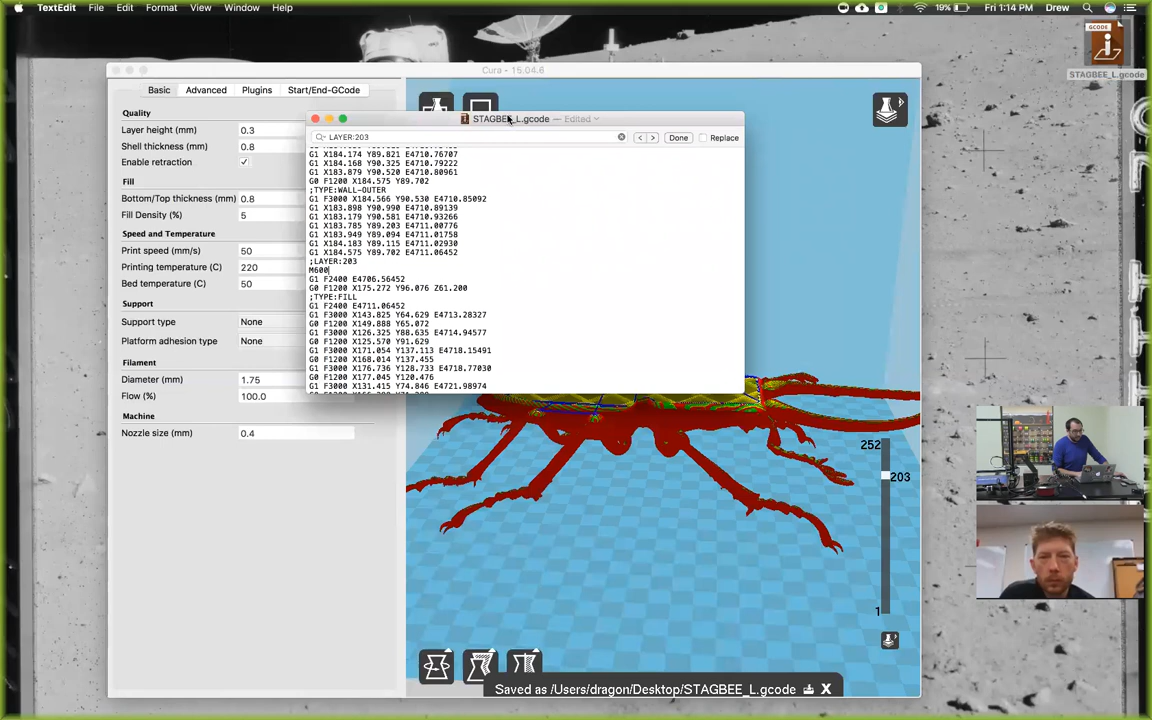 TextEdit File Edit Format View Window Help 19% Fri 1:14 PM Drew
GCODE
STAGBEE_L.gcode
Cura - 15.04.6
Basic Advanced Plugins Start/End-GCode
Quality
Layer height (mm) 0.3
Shell thickness (mm) 0.8
Enable retraction ✓
Fill
Bottom/Top thickness (mm) 0.8
Fill Density (%) 5
Speed and Temperature
Print speed (mm/s) 50
Printing temperature (C) 220
Bed temperature (C) 50
Support
Support type None
Platform adhesion type None
Filament
Diameter (mm) 1.75
Flow (%) 100.0
Machine
Nozzle size (mm) 0.4
STAGBEE_L.gcode — Edited
LAYER:203 Done Replace
G1 X184.174 Y89.821 E4710.76707
G1 X184.168 Y90.325 E4710.79222
G1 X183.879 Y90.520 E4710.80961
G0 F1200 X184.575 Y89.702
;TYPE:WALL-OUTER
G1 F3000 X184.566 Y90.530 E4710.85092
G1 X183.898 Y90.990 E4710.89139
G1 X183.179 Y90.581 E4710.93266
G1 X183.785 Y89.203 E4711.00776
G1 X183.949 Y89.094 E4711.01758
G1 X184.183 Y89.115 E4711.02930
G1 X184.575 Y89.702 E4711.06452
;LAYER:203
M600
G1 F2400 E4706.56452
G0 F1200 X175.272 Y96.076 Z61.200
;TYPE:FILL
G1 F2400 E4711.06452
G1 F3000 X143.825 Y64.629 E4713.28327
G0 F1200 X149.888 Y65.072
G1 F3000 X126.325 Y88.635 E4714.94577
G0 F1200 X125.570 Y91.629
G1 F3000 X171.054 Y137.113 E4718.15491
G0 F1200 X168.014 Y137.455
G1 F3000 X176.736 Y128.733 E4718.77030
G0 F1200 X177.045 Y120.476
G1 F3000 X131.415 Y74.846 E4721.98974
252
203
1
Saved as /Users/dragon/Desktop/STAGBEE_L.gcode X